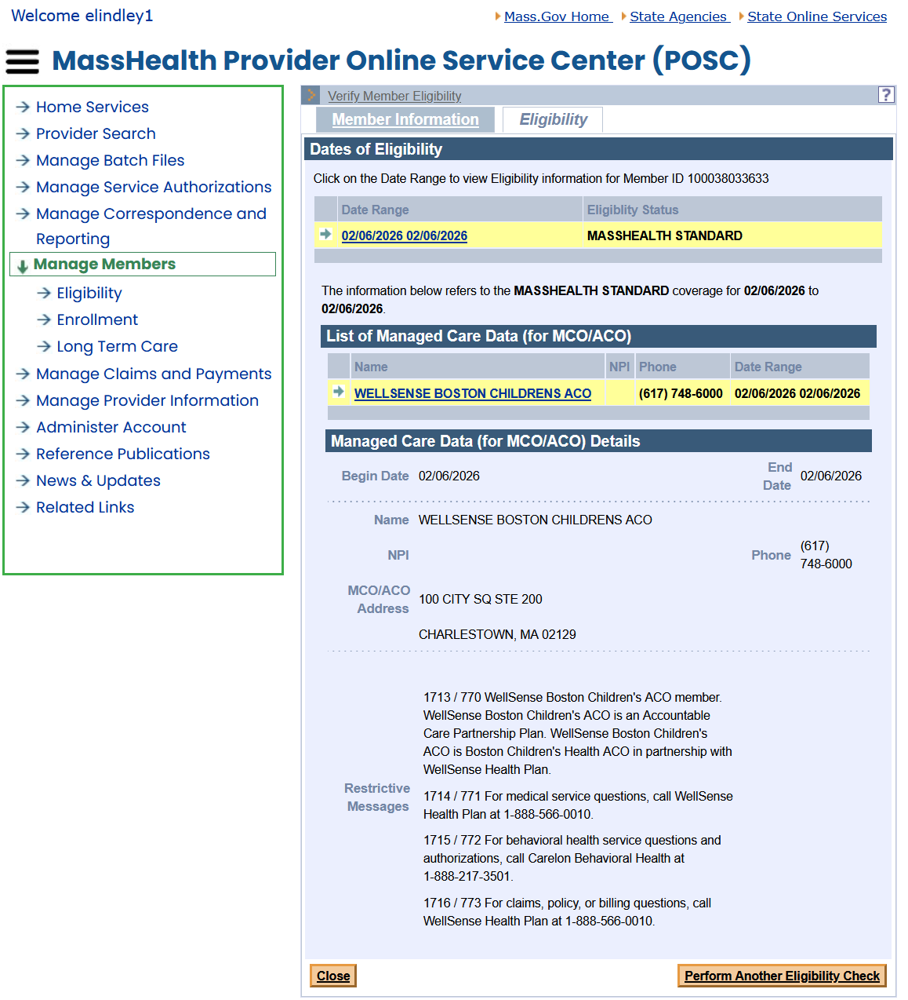 Welcome elindley1
Mass.Gov Home State Agencies State Online Services
MassHealth Provider Online Service Center (POSC)
Home Services
Provider Search
Manage Batch Files
Manage Service Authorizations
Manage Correspondence and
Reporting
Manage Members
Eligibility
Enrollment
Long Term Care
Manage Claims and Payments
Manage Provider Information
Administer Account
Reference Publications
News & Updates
Related Links
Verify Member Eligibility ?
Member Information Eligibility
Dates of Eligibility
Click on the Date Range to view Eligibility information for Member ID 100038033633
Date Range Eligiblity Status
02/06/2026 02/06/2026 MASSHEALTH STANDARD
The information below refers to the MASSHEALTH STANDARD coverage for 02/06/2026 to
02/06/2026.
List of Managed Care Data (for MCO/ACO)
Name NPI Phone Date Range
WELLSENSE BOSTON CHILDRENS ACO (617) 748-6000 02/06/2026 02/06/2026
Managed Care Data (for MCO/ACO) Details
Begin Date 02/06/2026 End
Date 02/06/2026
Name WELLSENSE BOSTON CHILDRENS ACO
NPI Phone (617)
748-6000
MCO/ACO
Address 100 CITY SQ STE 200
CHARLESTOWN, MA 02129
Restrictive
Messages
1713 / 770 WellSense Boston Children's ACO member.
WellSense Boston Children's ACO is an Accountable
Care Partnership Plan. WellSense Boston Children's
ACO is Boston Children's Health ACO in partnership with
WellSense Health Plan.
1714 / 771 For medical service questions, call WellSense
Health Plan at 1-888-566-0010.
1715 / 772 For behavioral health service questions and
authorizations, call Carelon Behavioral Health at
1-888-217-3501.
1716 / 773 For claims, policy, or billing questions, call
WellSense Health Plan at 1-888-566-0010.
Close Perform Another Eligibility Check